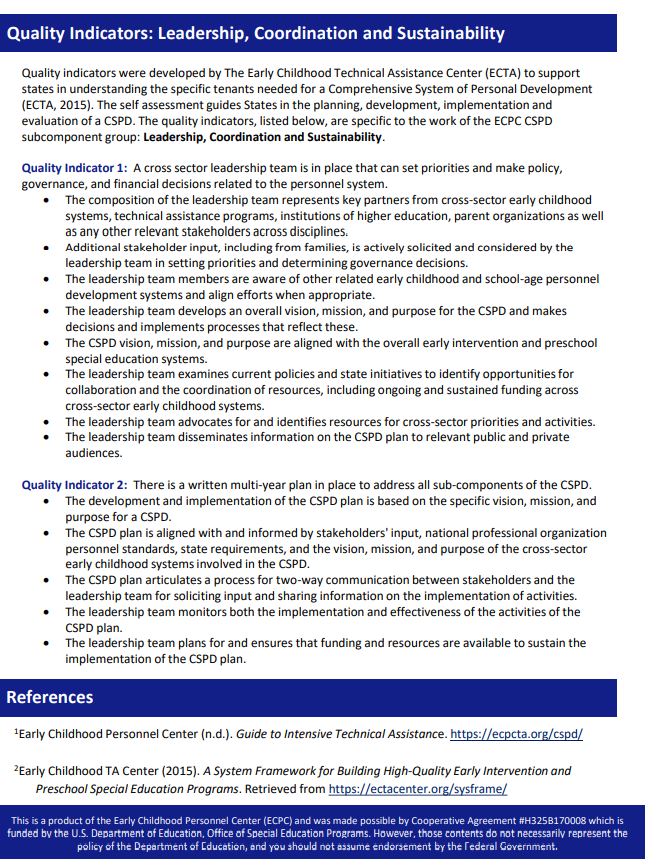 Quality Indicators: Leadership, Coordination and Sustainability
Quality indicators were developed by The Early Childhood Technical Assistance Center (ECTA) to support
states in understanding the specific tenants needed for a Comprehensive System of Personal Development
(ECTA, 2015). The self assessment guides States in the planning, development, implementation and
evaluation of a CSPD. The quality indicators, listed below, are specific to the work of the ECPC CSPD
subcomponent group: Leadership, Coordination and Sustainability.
Quality Indicator 1: A cross sector leadership team is in place that can set priorities and make policy,
governance, and financial decisions related to the personnel system.
• The composition of the leadership team represents key partners from cross-sector early childhood
systems, technical assistance programs, institutions of higher education, parent organizations as well
as any other relevant stakeholders across disciplines.
• Additional stakeholder input, including from families, is actively solicited and considered by the
leadership team in setting priorities and determining governance decisions.
• The leadership team members are aware of other related early childhood and school-age personnel
development systems and align efforts when appropriate.
• The leadership team develops an overall vision, mission, and purpose for the CSPD and makes
decisions and implements processes that reflect these.
• The CSPD vision, mission, and purpose are aligned with the overall early intervention and preschool
special education systems.
• The leadership team examines current policies and state initiatives to identify opportunities for
collaboration and the coordination of resources, including ongoing and sustained funding across
cross-sector early childhood systems.
• The leadership team advocates for and identifies resources for cross-sector priorities and activities.
• The leadership team disseminates information on the CSPD plan to relevant public and private
audiences.
Quality Indicator 2: There is a written multi-year plan in place to address all sub-components of the CSPD.
• The development and implementation of the CSPD plan is based on the specific vision, mission, and
purpose for a CSPD.
• The CSPD plan is aligned with and informed by stakeholders' input, national professional organization
personnel standards, state requirements, and the vision, mission, and purpose of the cross-sector
early childhood systems involved in the CSPD.
• The CSPD plan articulates a process for two-way communication between stakeholders and the
leadership team for soliciting input and sharing information on the implementation of activities.
• The leadership team monitors both the implementation and effectiveness of the activities of the
CSPD plan.
• The leadership team plans for and ensures that funding and resources are available to sustain the
implementation of the CSPD plan.
References
1Early Childhood Personnel Center (n.d.). Guide to Intensive Technical Assistance. https://ecpcta.org/cspd/
2Early Childhood TA Center (2015). A System Framework for Building High-Quality Early Intervention and
Preschool Special Education Programs. Retrieved from https://ectacenter.org/sysframe/
This is a product of the Early Childhood Personnel Center (ECPC) and was made possible by Cooperative Agreement #H325B170008 which is
funded by the U.S. Department of Education, Office of Special Education Programs. However, those contents do not necessarily represent the
policy of the Department of Education, and you should not assume endorsement by the Federal Government.